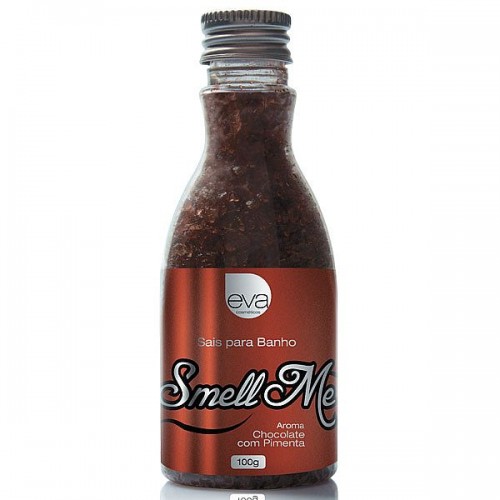 eva
cosméticos
Sais para Banho
Smell Me
Aroma
Chocolate
com Pimenta
100g